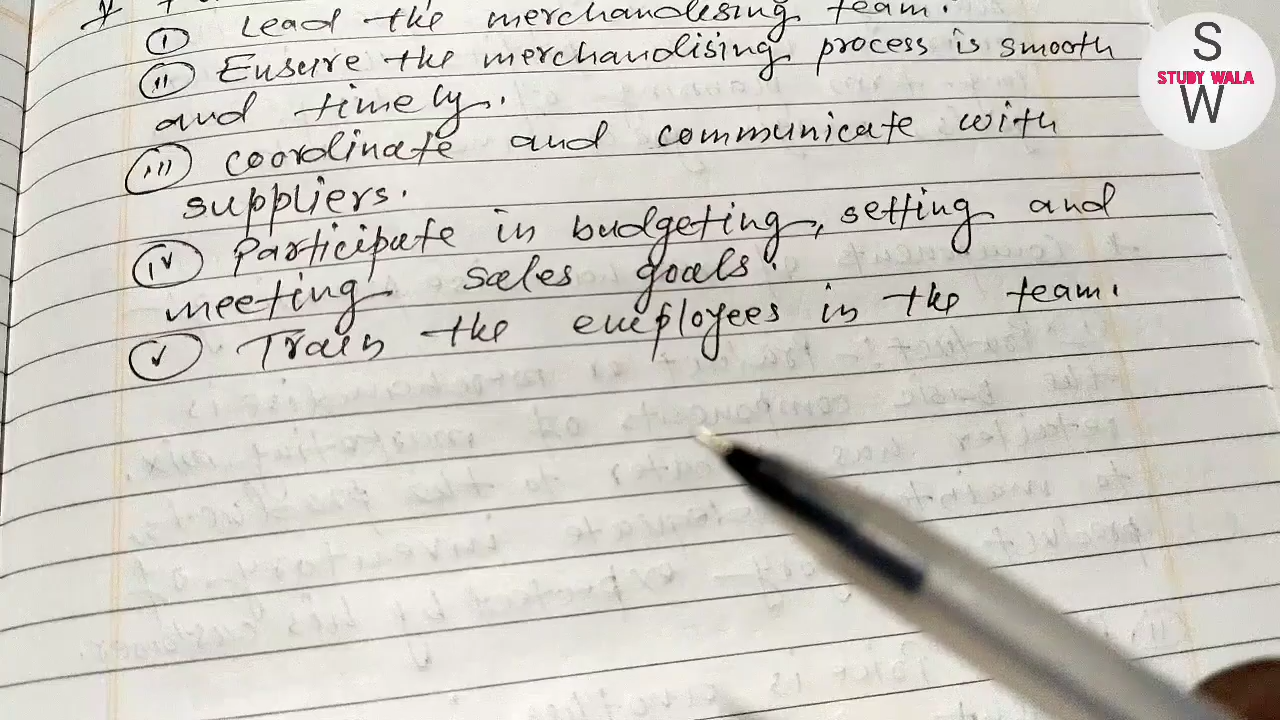 (i) Lead the merchandising team.
(ii) Ensure the merchandising process is smooth
and timely.
(iii) coordinate and communicate with
suppliers.
(iv) Participate in budgeting, setting and
meeting sales goals.
(v) Train the employees in the team.
S
STUDY WALA
W